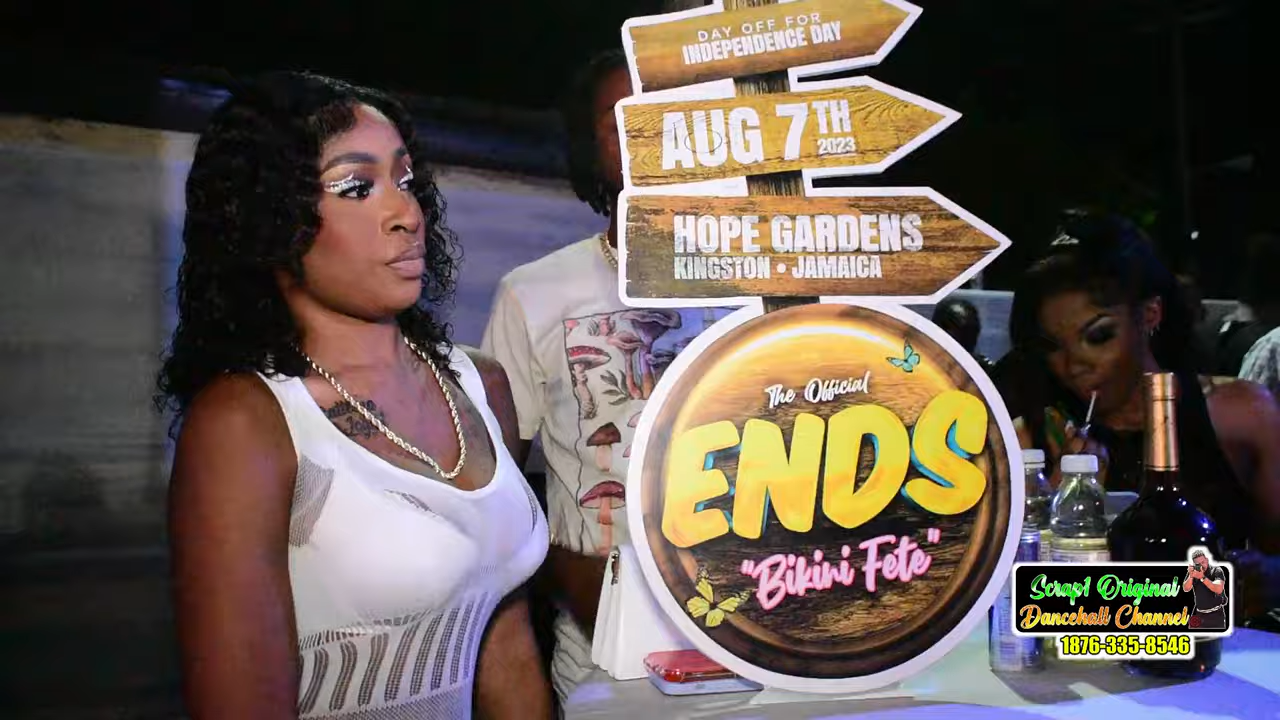 DAY OFF FOR
INDEPENDENCE DAY
AUG 7TH
2023
HOPE GARDENS
KINGSTON • JAMAICA
The Official
ENDS
"Bikini Fete"
Scrap1 Original
Dancehall Channel
1876-335-8546